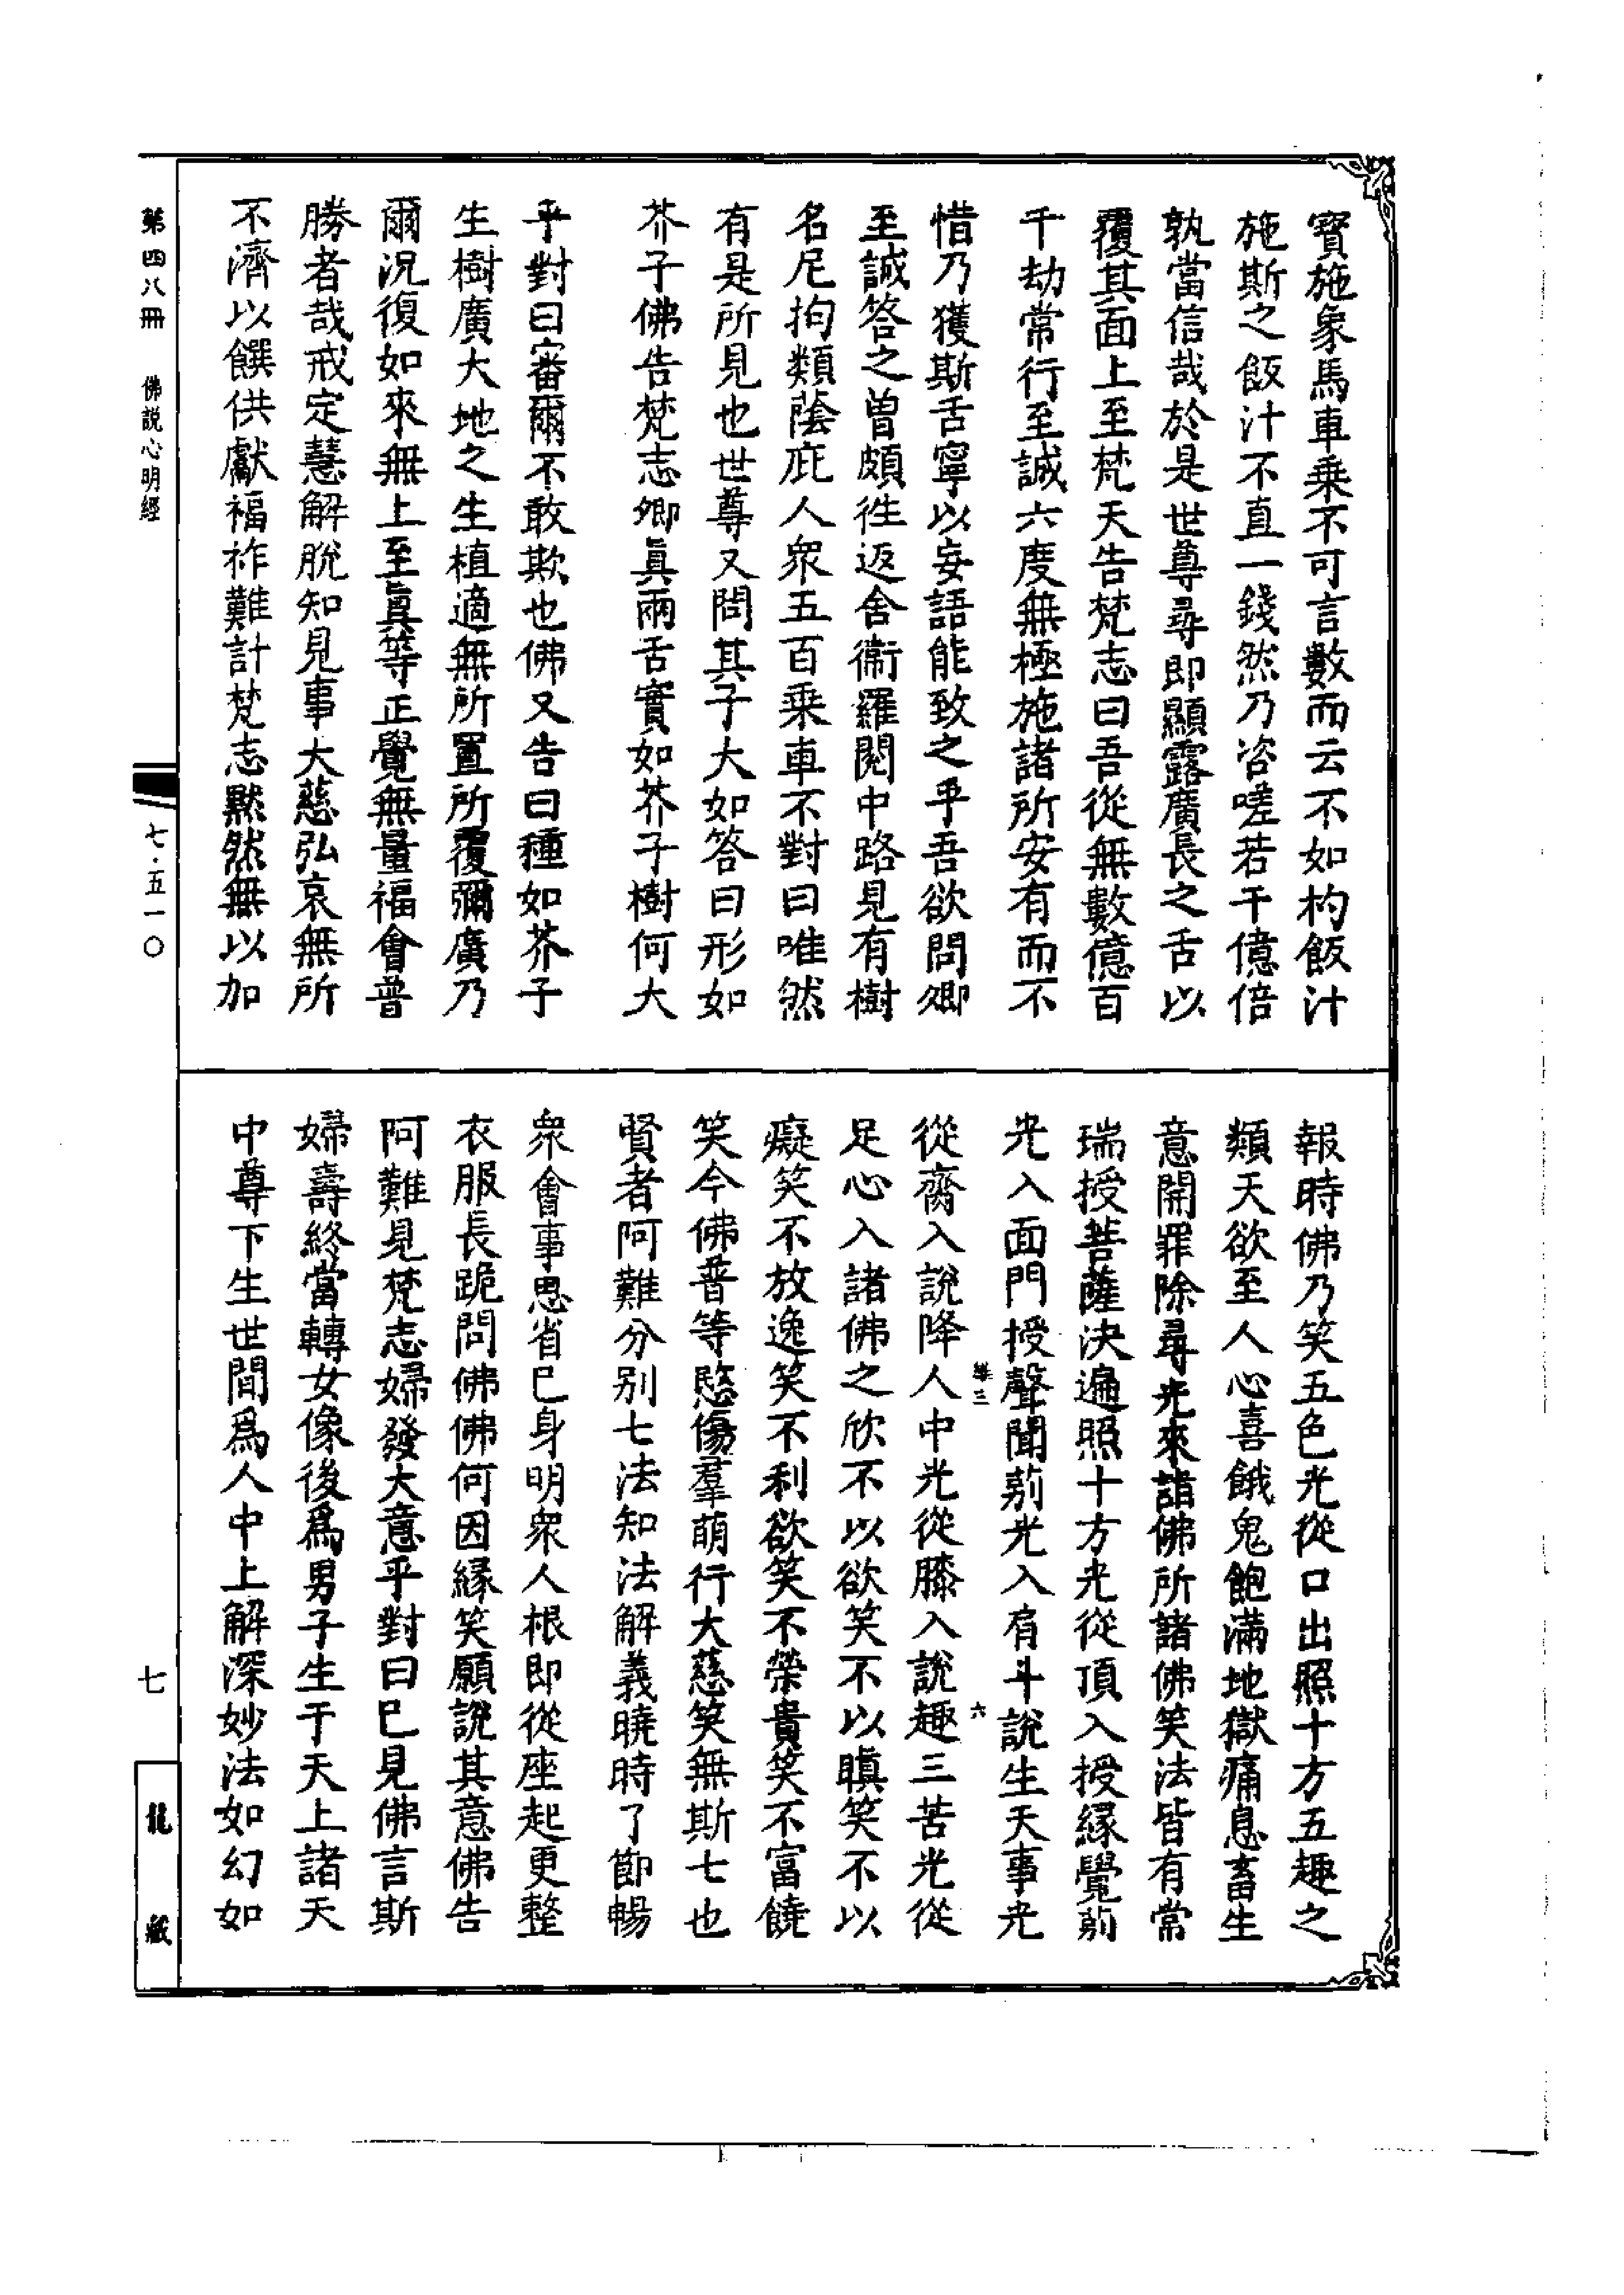 寳施象馬車乗不可言數而云不如杓飯汁
施斯之飯汁不直一錢然乃咨嗟若干億倍
孰當信哉於是世尊尋即顯露廣長之舌以
覆其面上至梵天告梵志曰吾從無數億百
千劫常行至誠六度無極施諸所安有而不
惜乃獲斯舌寧以妄語能致之乎吾欲問卿
至誠答之曾頗徃返舍衞羅閱中路見有樹
名尼拘類蔭庇人衆五百乗車不對曰唯然
有是所見也世尊又問其子大如答曰形如
芥子佛告梵志卿真兩舌實如芥子樹何大
乎對曰審爾不敢欺也佛又告曰種如芥子
生樹廣大地之生植適無所置所覆彌廣乃
爾況復如來無上至真等正覺無量福會普
勝者哉戒定慧解脫知見事大慈弘哀無所
不濟以饌供獻福祚難計梵志黙然無以加
報時佛乃笑五色光從口出照十方五趣之
類天欲至人心喜餓鬼飽滿地獄痛息畜生
意開罪除尋光來詣佛所諸佛笑法皆有常
瑞授菩薩決遍照十方光從頂入授緣覺莂
光入面門授聲聞莂光入肩斗說生天事光
從臍入說降人中光從膝入說趣三苦光從
足心入諸佛之欣不以欲笑不以瞋笑不以
癡笑不放逸笑不利欲笑不榮貴笑不富饒
笑今佛普等愍傷羣萌行大慈笑無斯七也
賢者阿難分别七法知法解義曉時了節暢
衆會事思省已身明衆人根即從座起更整
衣服長跪問佛佛何因緣笑願說其意佛告
阿難見梵志婦發大意乎對曰已見佛言斯
婦壽終當轉女像後爲男子生于天上諸天
中尊下生世間爲人中上解深妙法如幻如
第四八冊 佛説心明經
七·五一〇
七
龍藏